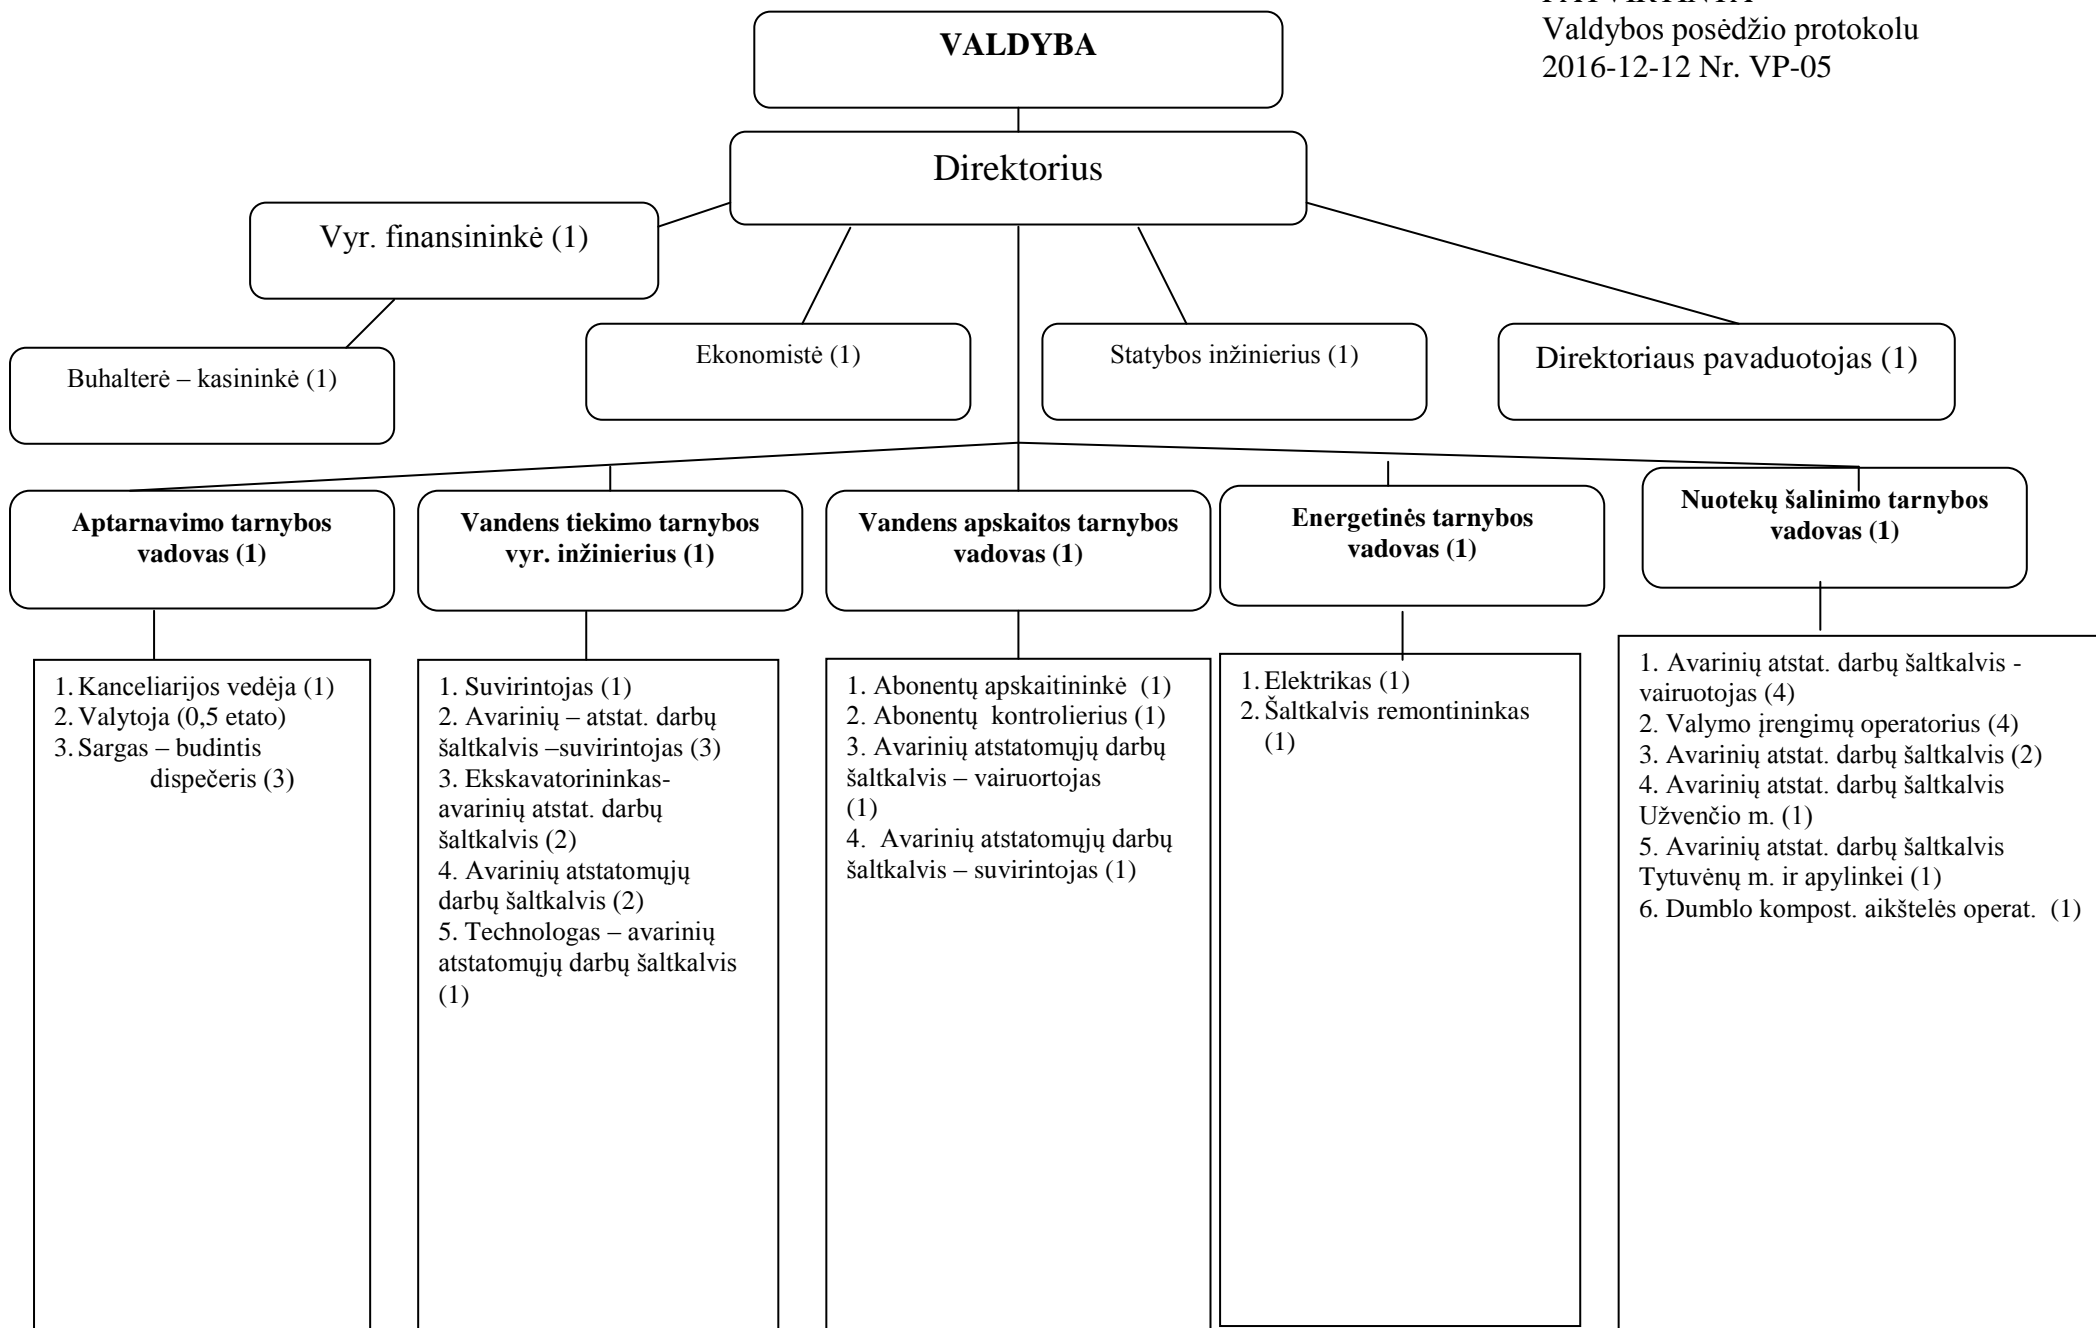 Valdybos posėdžio protokolu
2016-12-12 Nr. VP-05
VALDYBA
Direktorius
Vyr. finansininkė (1)
Buhalterė – kasininkė (1)
Ekonomistė (1)
Statybos inžinierius (1)
Direktoriaus pavaduotojas (1)
Aptarnavimo tarnybos
vadovas (1)
Vandens tiekimo tarnybos
vyr. inžinierius (1)
Vandens apskaitos tarnybos
vadovas (1)
Energetinės tarnybos
vadovas (1)
Nuotekų šalinimo tarnybos
vadovas (1)
1. Kanceliarijos vedėja (1)
2. Valytoja (0,5 etato)
3. Sargas – budintis
dispečeris (3)
1. Suvirintojas (1)
2. Avarinių – atstat. darbų
šaltkalvis –suvirintojas (3)
3. Ekskavatorininkas-
avarinių atstat. darbų
šaltkalvis (2)
4. Avarinių atstatomųjų
darbų šaltkalvis (2)
5. Technologas – avarinių
atstatomųjų darbų šaltkalvis
(1)
1. Abonentų apskaitininkė (1)
2. Abonentų kontrolierius (1)
3. Avarinių atstatomųjų darbų
šaltkalvis – vairuortojas
(1)
4. Avarinių atstatomųjų darbų
šaltkalvis – suvirintojas (1)
1. Elektrikas (1)
2. Šaltkalvis remontininkas
(1)
1. Avarinių atstat. darbų šaltkalvis -
vairuotojas (4)
2. Valymo įrengimų operatorius (4)
3. Avarinių atstat. darbų šaltkalvis (2)
4. Avarinių atstat. darbų šaltkalvis
Užvenčio m. (1)
5. Avarinių atstat. darbų šaltkalvis
Tytuvėnų m. ir apylinkei (1)
6. Dumblo kompost. aikštelės operat. (1)